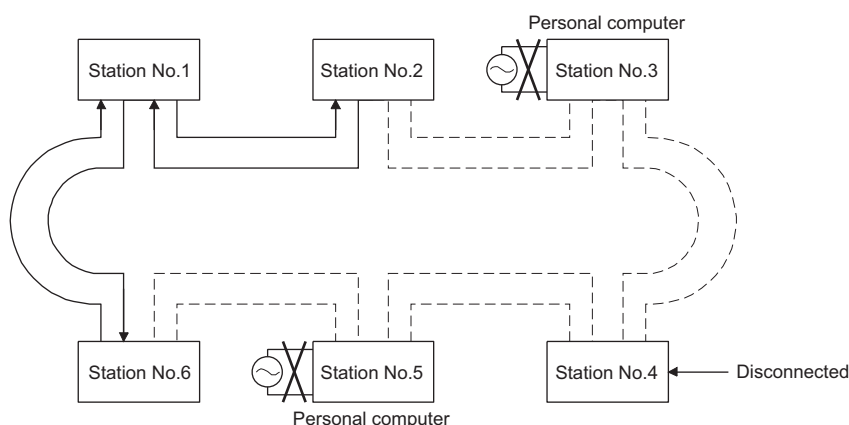 Personal computer
Station No.1
Station No.2
Station No.3
Station No.6
Station No.5
Station No.4
Disconnected
Personal computer